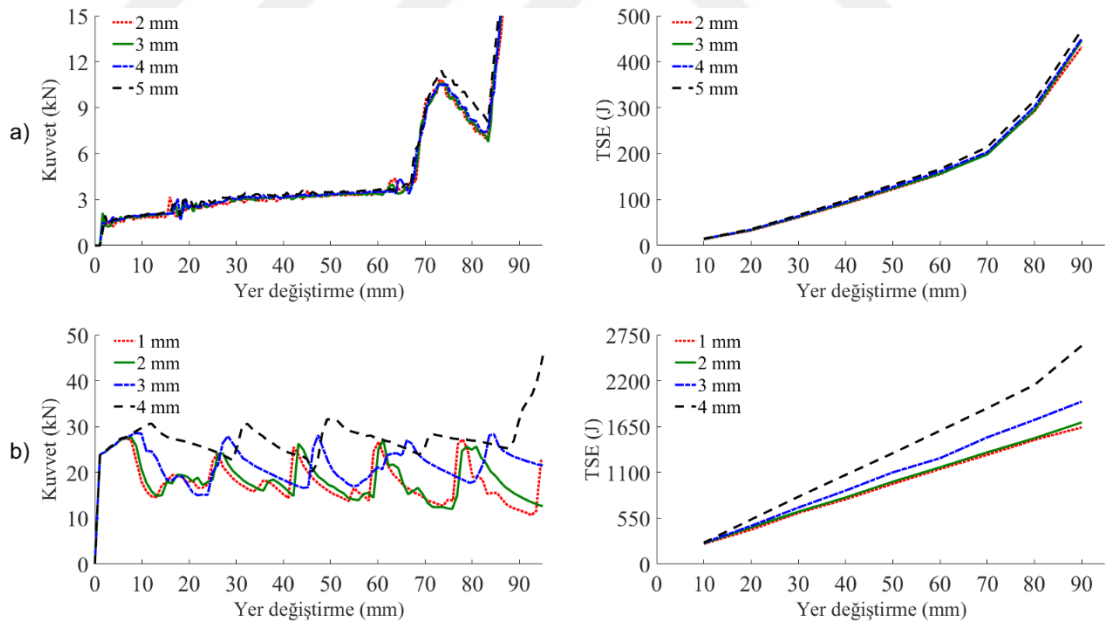 a)
Kuvvet (kN)
15
12
9
6
3
0
2 mm
3 mm
4 mm
5 mm
0 10 20 30 40 50 60 70 80 90
Yer değiştirme (mm)
TSE (J)
500
400
300
200
100
0
2 mm
3 mm
4 mm
5 mm
0 10 20 30 40 50 60 70 80 90
Yer değiştirme (mm)
b)
Kuvvet (kN)
50
40
30
20
10
0
1 mm
2 mm
3 mm
4 mm
0 10 20 30 40 50 60 70 80 90
Yer değiştirme (mm)
TSE (J)
2750
2200
1650
1100
550
0
1 mm
2 mm
3 mm
4 mm
0 10 20 30 40 50 60 70 80 90
Yer değiştirme (mm)